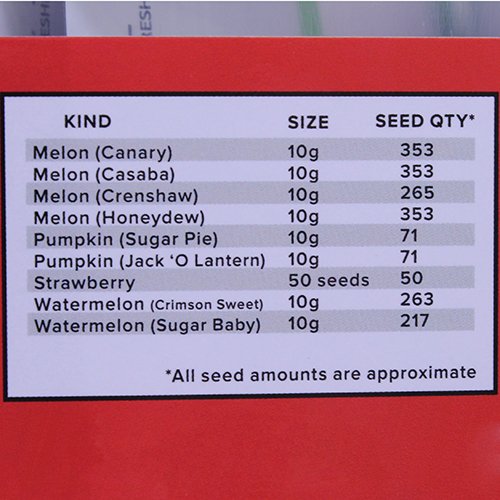 RESH
KIND SIZE SEED QTY*
Melon (Canary) 10g 353
Melon (Casaba) 10g 353
Melon (Crenshaw) 10g 265
Melon (Honeydew) 10g 353
Pumpkin (Sugar Pie) 10g 71
Pumpkin (Jack ‘O Lantern) 10g 71
Strawberry 50 seeds 50
Watermelon (Crimson Sweet) 10g 263
Watermelon (Sugar Baby) 10g 217
*All seed amounts are approximate